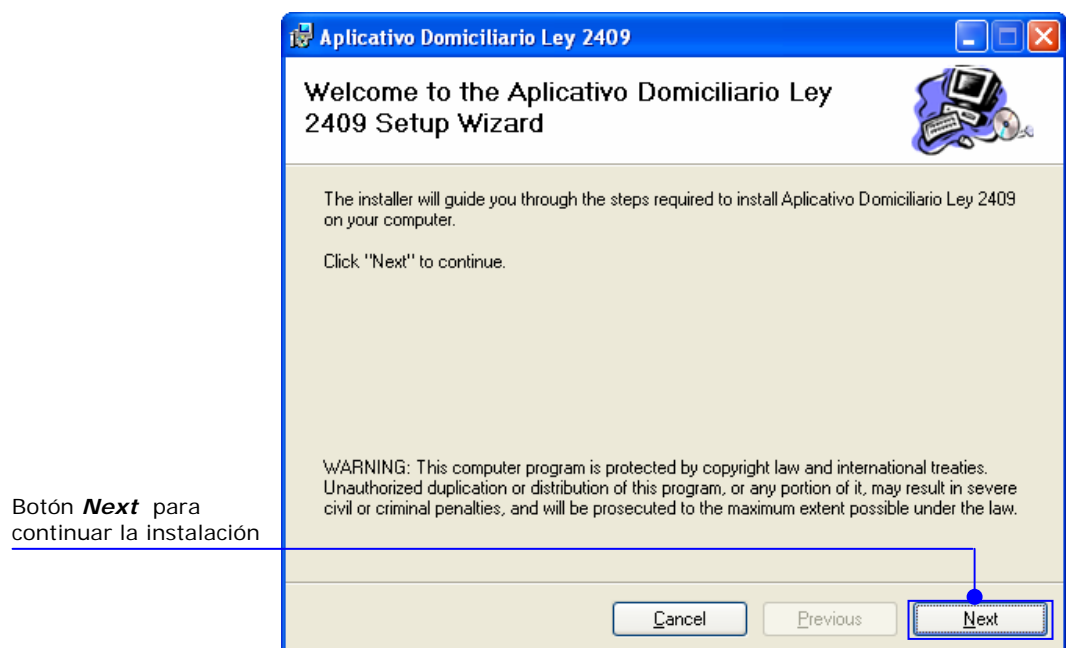 Aplicativo Domiciliario Ley 2409
Welcome to the Aplicativo Domiciliario Ley
2409 Setup Wizard
The installer will guide you through the steps required to install Aplicativo Domiciliario Ley 2409
on your computer.
Click "Next" to continue.
WARNING: This computer program is protected by copyright law and international treaties.
Unauthorized duplication or distribution of this program, or any portion of it, may result in severe
civil or criminal penalties, and will be prosecuted to the maximum extent possible under the law.
Botón Next para
continuar la instalación
Cancel
Previous
Next